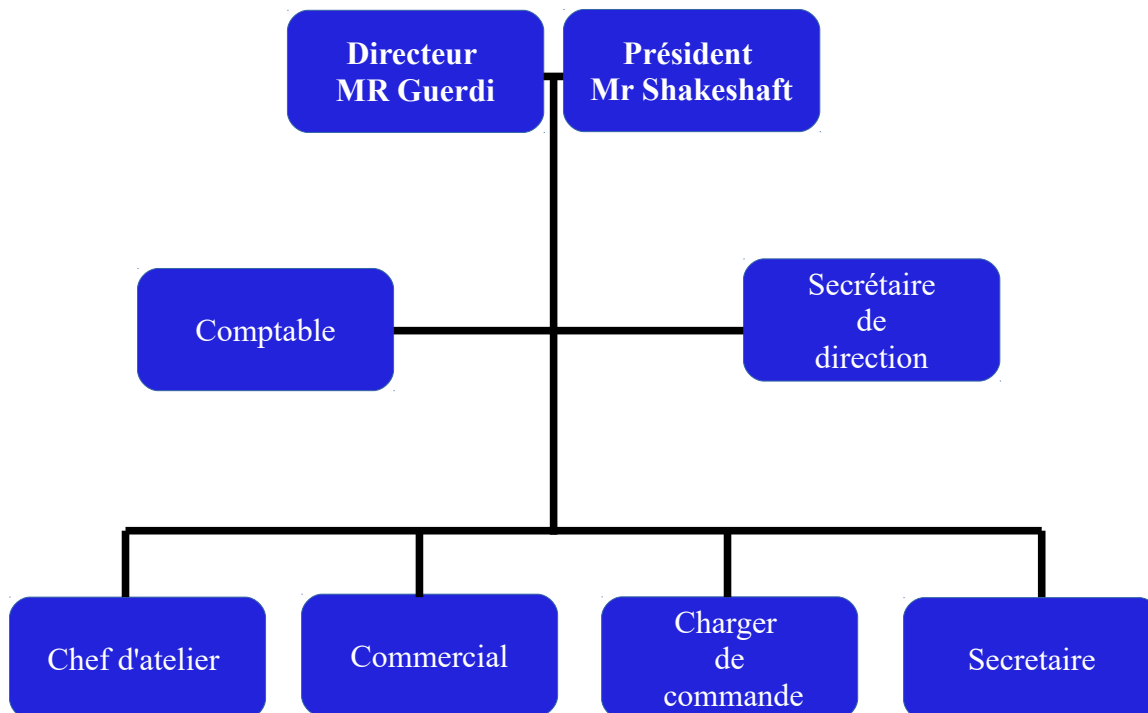 Directeur
MR Guerdi
Président
Mr Shakeshaft
Comptable
Secrétaire
de
direction
Chef d'atelier
Commercial
Charger
de
commande
Secretaire